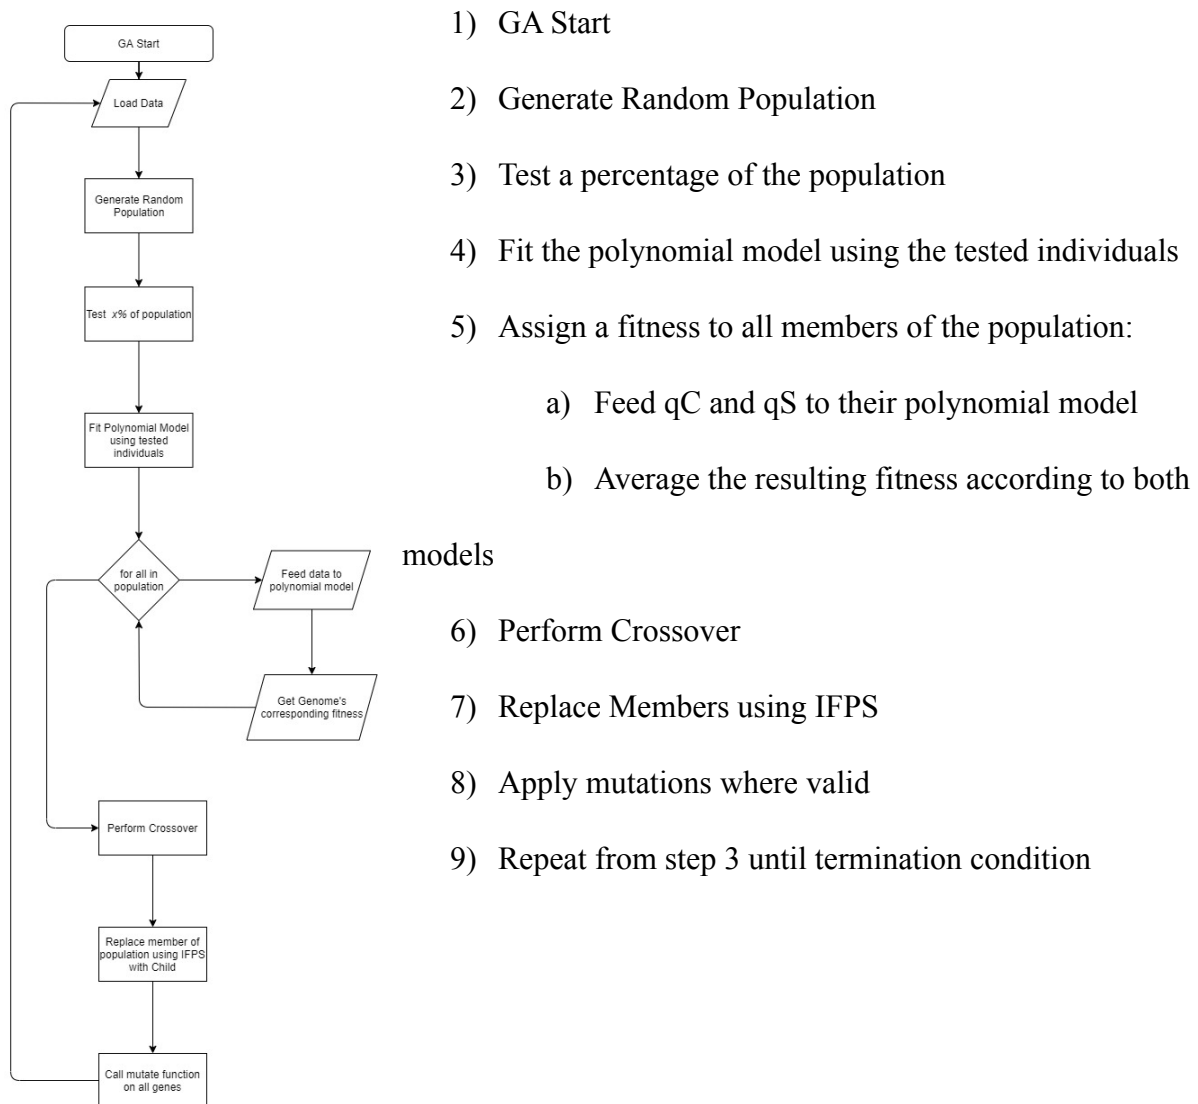 GA Start
Load Data
Generate Random
Population
Test x% of population
Fit Polynomial Model
using tested
individuals
for all in
population
Feed data to
polynomial model
Get Genome's
corresponding fitness
Perform Crossover
Replace member of
population using IFPS
with Child
Call mutate function
on all genes
1) GA Start
2) Generate Random Population
3) Test a percentage of the population
4) Fit the polynomial model using the tested individuals
5) Assign a fitness to all members of the population:
a) Feed qC and qS to their polynomial model
b) Average the resulting fitness according to both
models
6) Perform Crossover
7) Replace Members using IFPS
8) Apply mutations where valid
9) Repeat from step 3 until termination condition